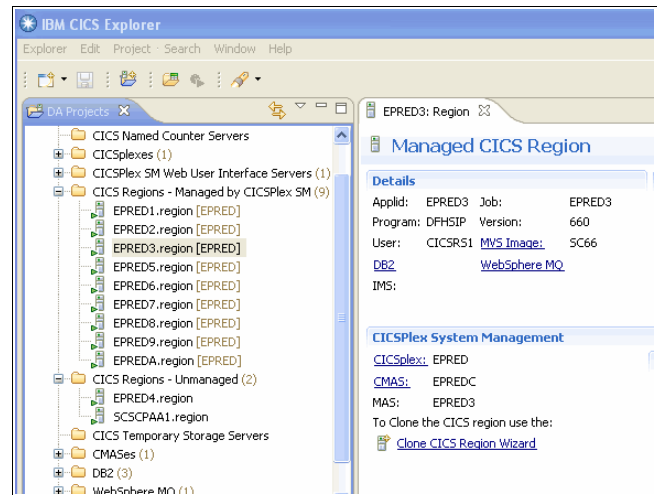 IBM CICS Explorer
Explorer Edit Project Search Window Help
DA Projects
CICS Named Counter Servers
CICSplexes (1)
CICSPlex SM Web User Interface Servers (1)
CICS Regions - Managed by CICSPlex SM (9)
EPRED1.region [EPRED]
EPRED2.region [EPRED]
EPRED3.region [EPRED]
EPRED5.region [EPRED]
EPRED6.region [EPRED]
EPRED7.region [EPRED]
EPRED8.region [EPRED]
EPRED9.region [EPRED]
EPREDA.region [EPRED]
CICS Regions - Unmanaged (2)
EPRED4.region
SCSCPAA1.region
CICS Temporary Storage Servers
CMASes (1)
DB2 (3)
WebSphere MQ (1)
EPRED3: Region
Managed CICS Region
Details
Applid: EPRED3 Job: EPRED3
Program: DFHSIP Version: 660
User: CICSRS1 MVS Image: SC66
DB2 WebSphere MQ
IMS:
CICSPlex System Management
CICSplex: EPRED
CMAS: EPREDC
MAS: EPRED3
To Clone the CICS region use the:
Clone CICS Region Wizard